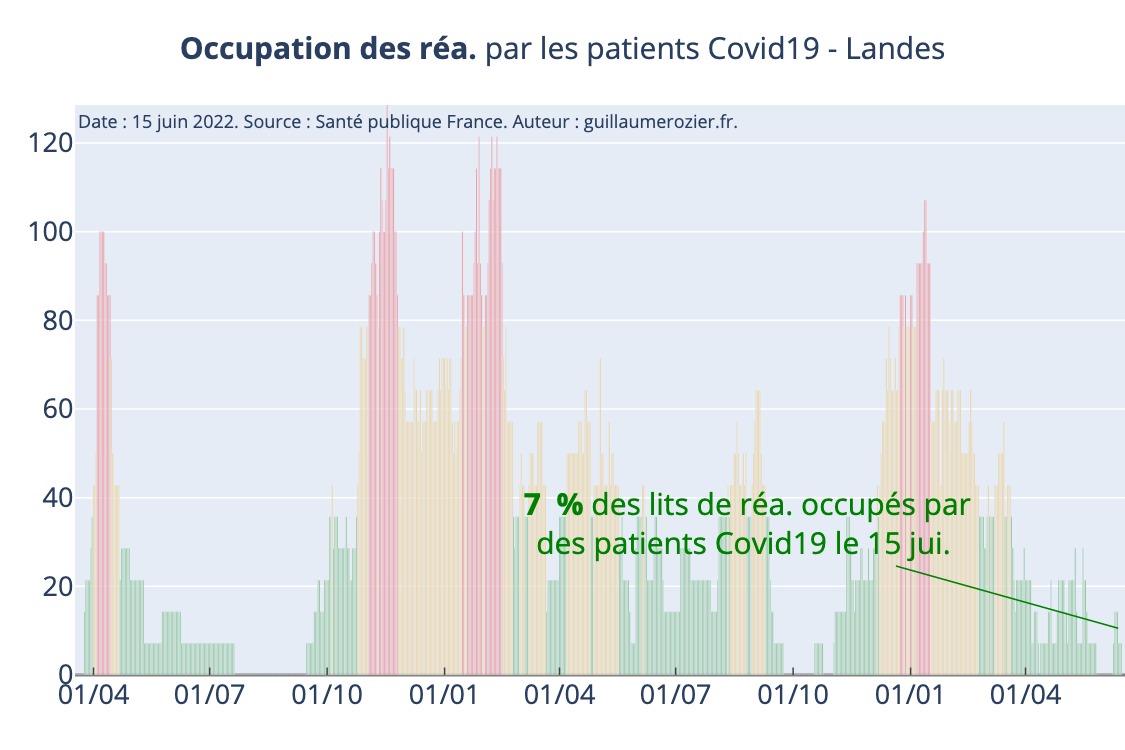 Occupation des réa. par les patients Covid19 - Landes
Date : 15 juin 2022. Source : Santé publique France. Auteur : guillaumerozier.fr.
120
100
80
60
40
20
0
7 % des lits de réa. occupés par
des patients Covid19 le 15 jui.
01/04 01/07 01/10 01/01 01/04 01/07 01/10 01/01 01/04